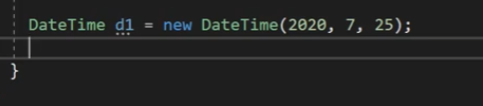 DateTime d1 = new DateTime(2020, 7, 25);
}